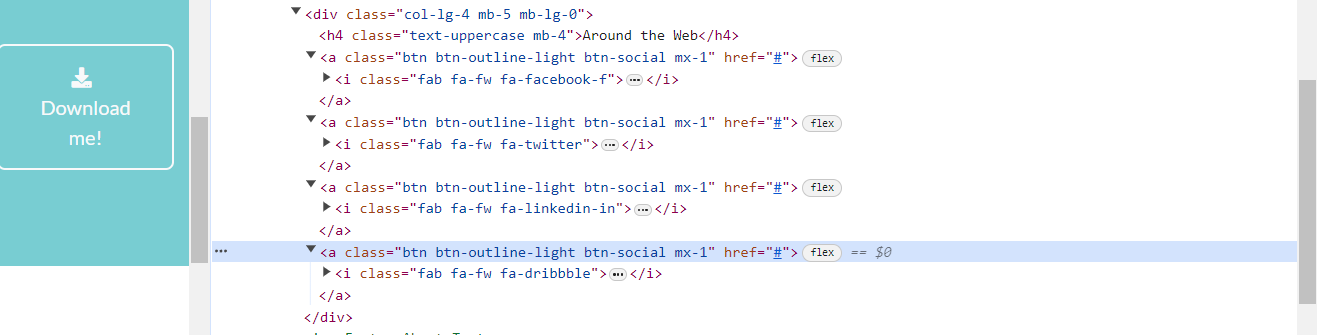 Download
me!
<div class="col-lg-4 mb-5 mb-lg-0">
<h4 class="text-uppercase mb-4">Around the Web</h4>
<a class="btn btn-outline-light btn-social mx-1" href="#"> flex
<i class="fab fa-fw fa-facebook-f">…</i>
</a>
<a class="btn btn-outline-light btn-social mx-1" href="#"> flex
<i class="fab fa-fw fa-twitter">…</i>
</a>
<a class="btn btn-outline-light btn-social mx-1" href="#"> flex
<i class="fab fa-fw fa-linkedin-in">…</i>
</a>
… <a class="btn btn-outline-light btn-social mx-1" href="#"> flex == $0
<i class="fab fa-fw fa-dribbble">…</i>
</a>
</div>